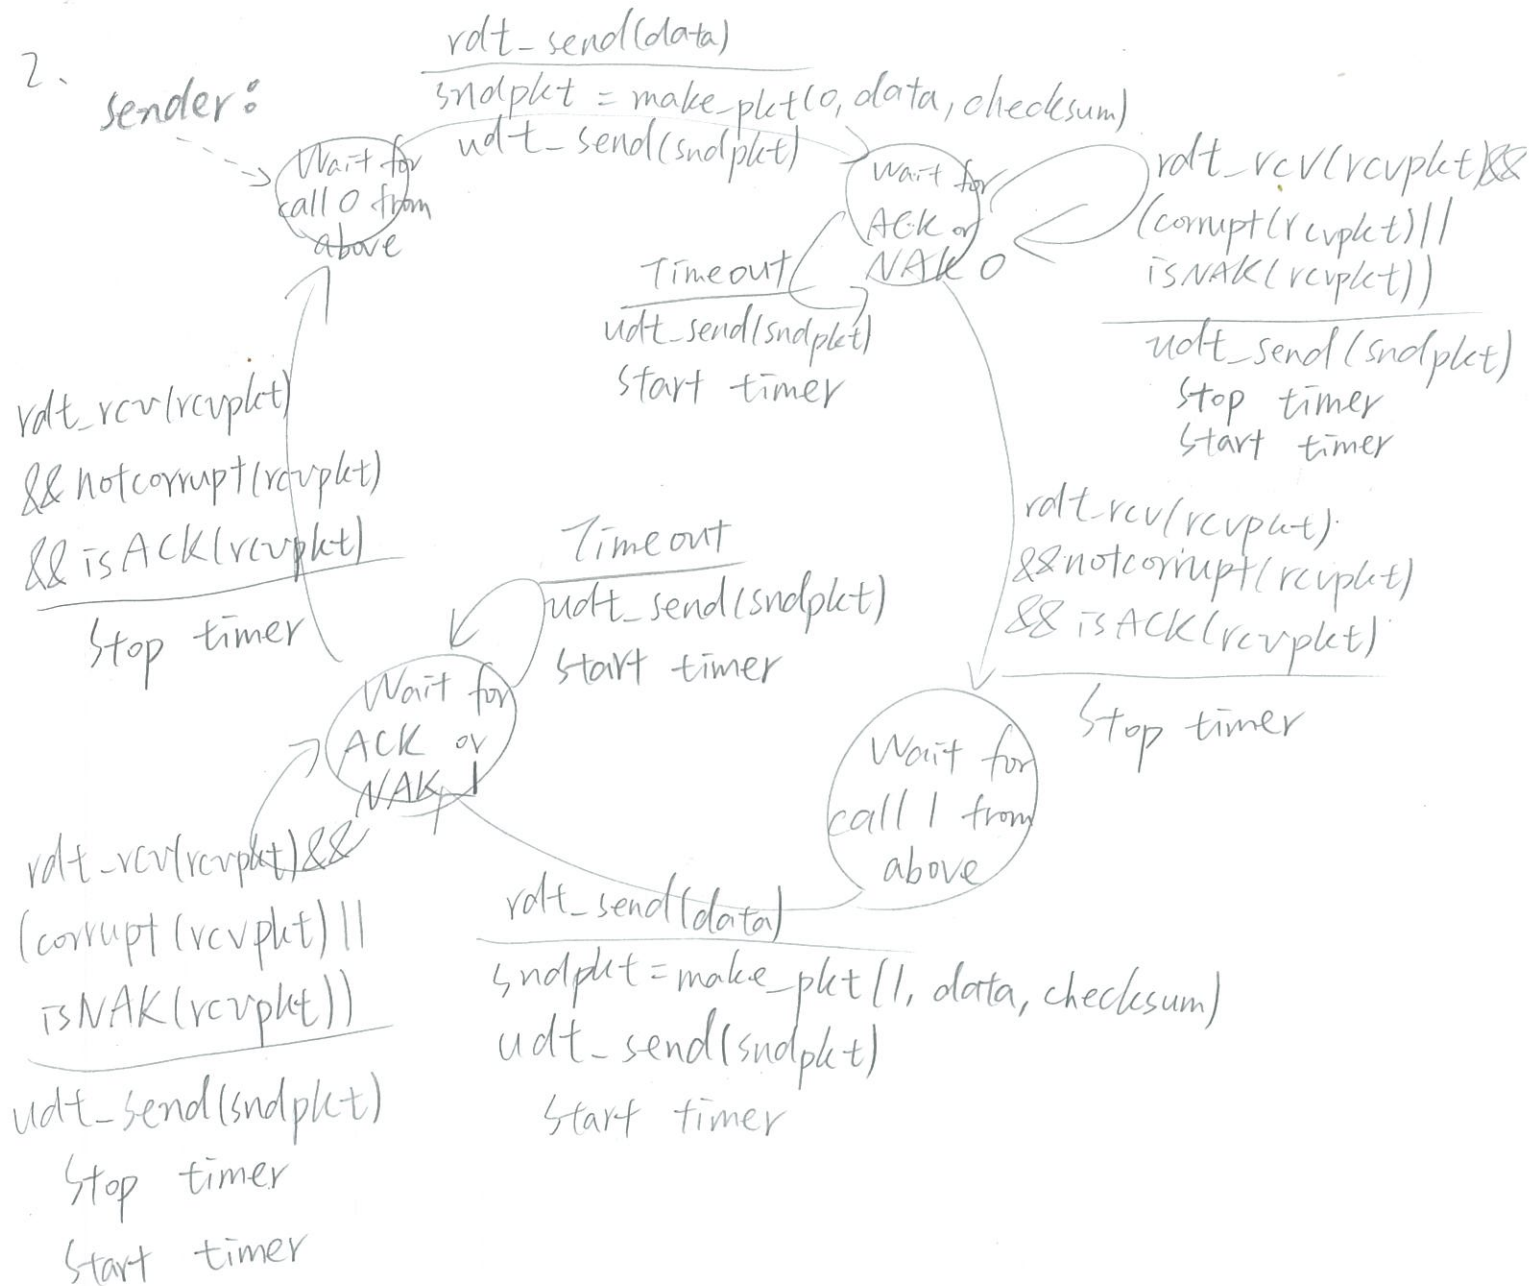 2.
sender:
rdt_send(data)
sndpkt = make_pkt(0, data, checksum)
udt_send(sndpkt)
Wait for
call 0 from
above
Wait for
ACK or
NAK 0
rdt_rcv(rcvpkt)&&
(corrupt(rcvpkt)||
isNAK(rcvpkt))
udt_send(sndpkt)
Stop timer
Start timer
Timeout
udt_send(sndpkt)
Start timer
rdt_rcv(rcvpkt)
&&notcorrupt(rcvpkt)
&&isACK(rcvpkt)
Stop timer
rdt_rcv(rcvpkt)
&&notcorrupt(rcvpkt)
&&isACK(rcvpkt)
Stop timer
Timeout
udt_send(sndpkt)
Start timer
Wait for
ACK or
NAK 1
Wait for
call 1 from
above
rdt_rcv(rcvpkt)&&
(corrupt(rcvpkt)||
isNAK(rcvpkt))
udt_send(sndpkt)
Stop timer
Start timer
rdt_send(data)
sndpkt=make_pkt(1, data, checksum)
udt_send(sndpkt)
Start timer